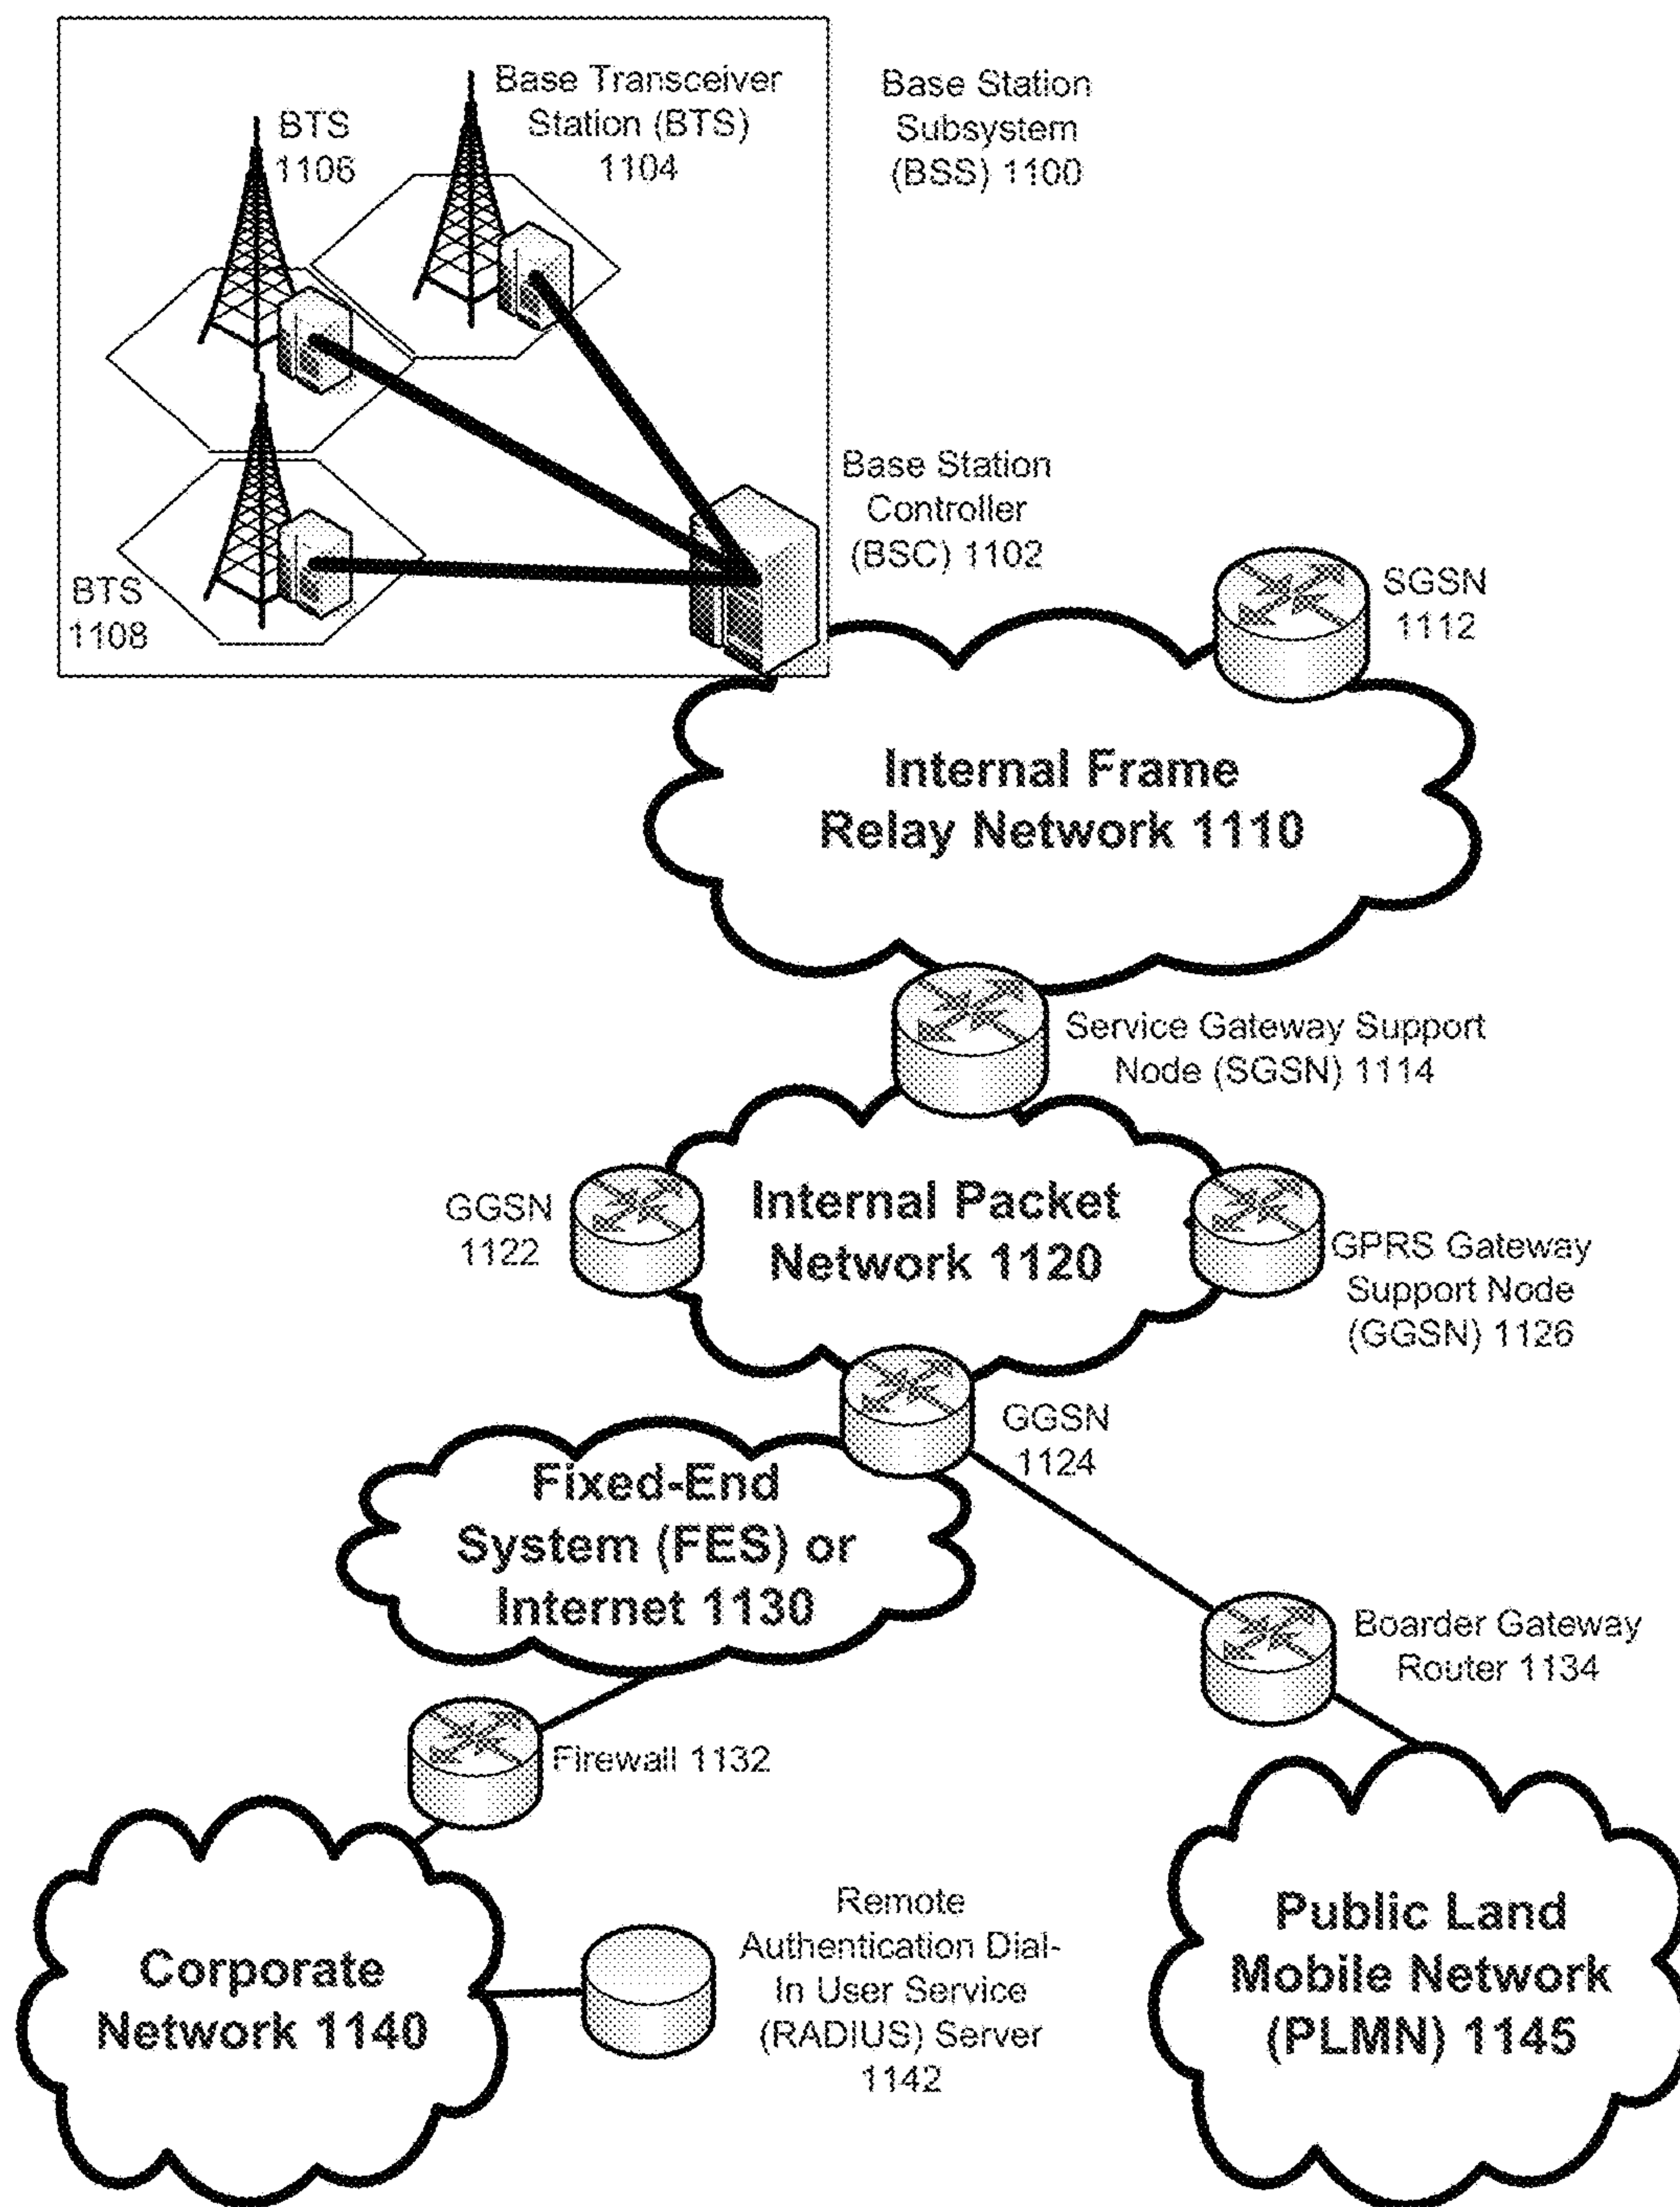 BTS
1106
Base Transceiver
Station (BTS)
1104
Base Station
Subsystem
(BSS) 1100
Base Station
Controller
(BSC) 1102
BTS
1108
SGSN
1112
Internal Frame
Relay Network 1110
Service Gateway Support
Node (SGSN) 1114
GGSN
1122
Internal Packet
Network 1120
GPRS Gateway
Support Node
(GGSN) 1126
GGSN
1124
Fixed-End
System (FES) or
Internet 1130
Boarder Gateway
Router 1134
Firewall 1132
Remote
Authentication Dial-
In User Service
(RADIUS) Server
1142
Corporate
Network 1140
Public Land
Mobile Network
(PLMN) 1145